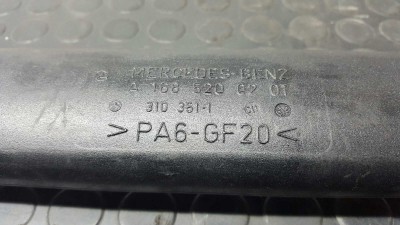 MERCEDES-BENZ
A 168 520 02 01
310 361-1
>PA6-GF20<